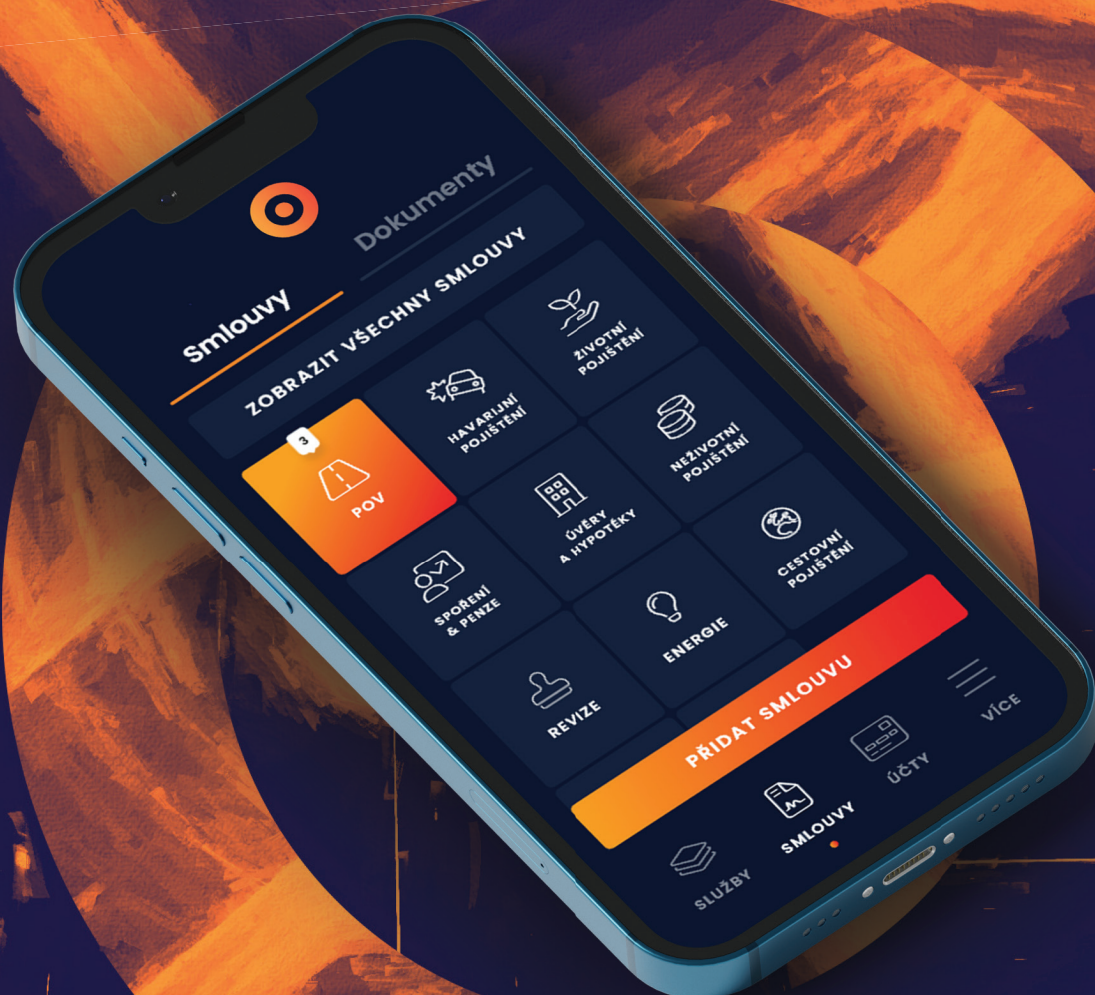 Smlouvy
Dokumenty
ZOBRAZIT VŠECHNY SMLOUVY
3
POV
HAVARIJNÍ
POJIŠTĚNÍ
ŽIVOTNÍ
POJIŠTĚNÍ
SPOŘENÍ
& PENZE
ÚVĚRY
A HYPOTÉKY
NEŽIVOTNÍ
POJIŠTĚNÍ
REVIZE
ENERGIE
CESTOVNÍ
POJIŠTĚNÍ
PŘIDAT SMLOUVU
SLUŽBY
SMLOUVY
ÚČTY
VÍCE